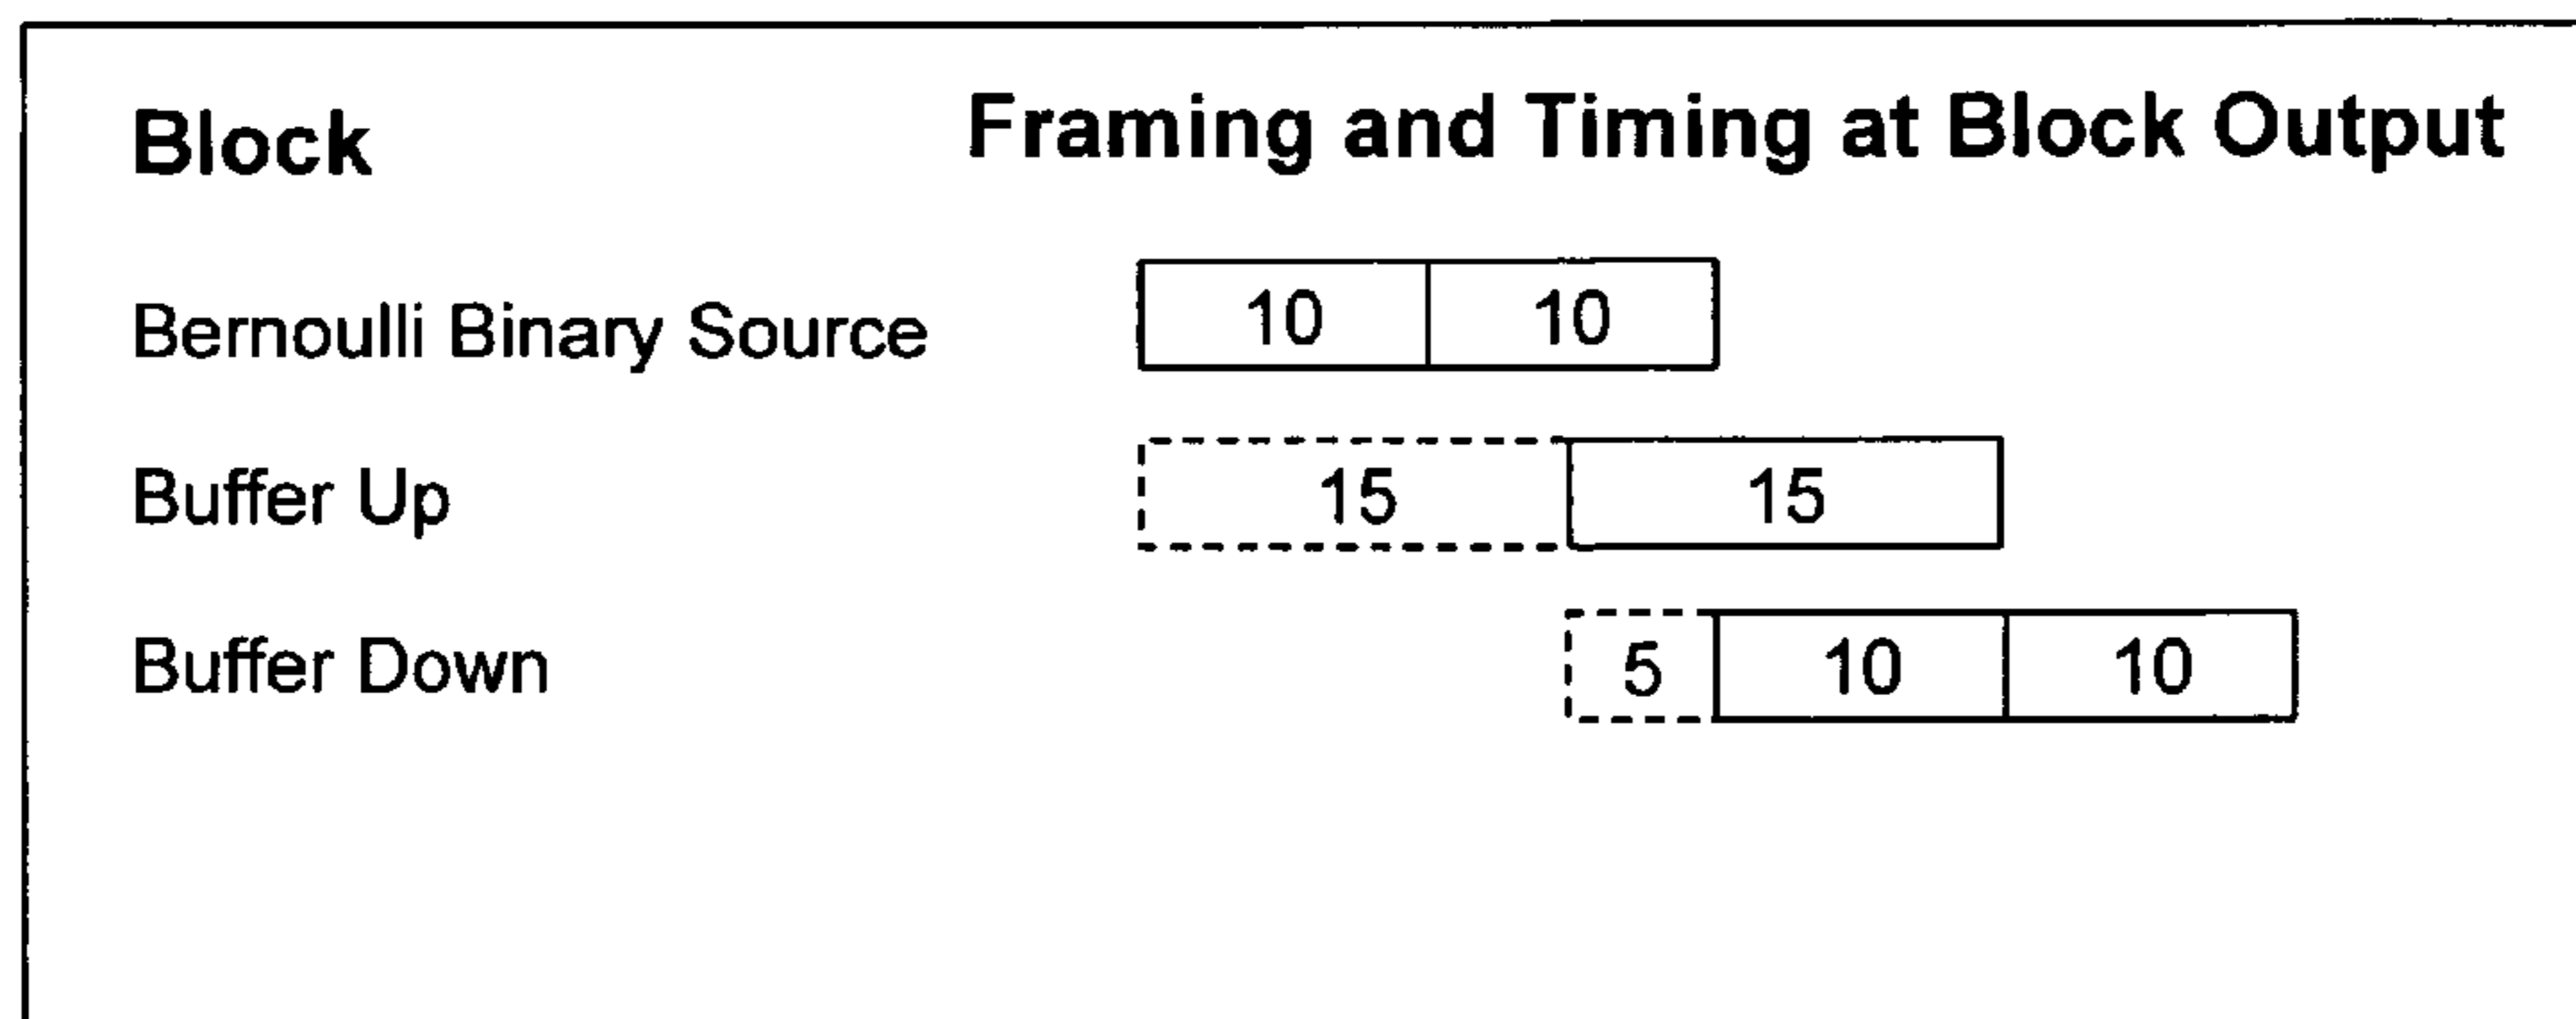 Block Framing and Timing at Block Output
Bernoulli Binary Source 10 10
Buffer Up 15 15
Buffer Down 5 10 10